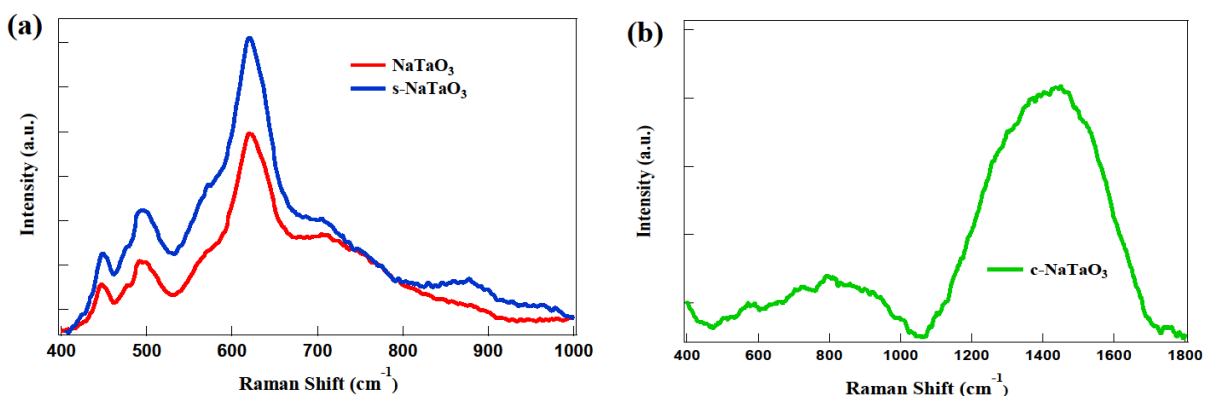 (a)
Intensity (a.u.)
NaTaO₃
s-NaTaO₃
400 500 600 700 800 900 1000
Raman Shift (cm⁻¹)
(b)
Intensity (a.u.)
c-NaTaO₃
400 600 800 1000 1200 1400 1600 1800
Raman Shift (cm⁻¹)